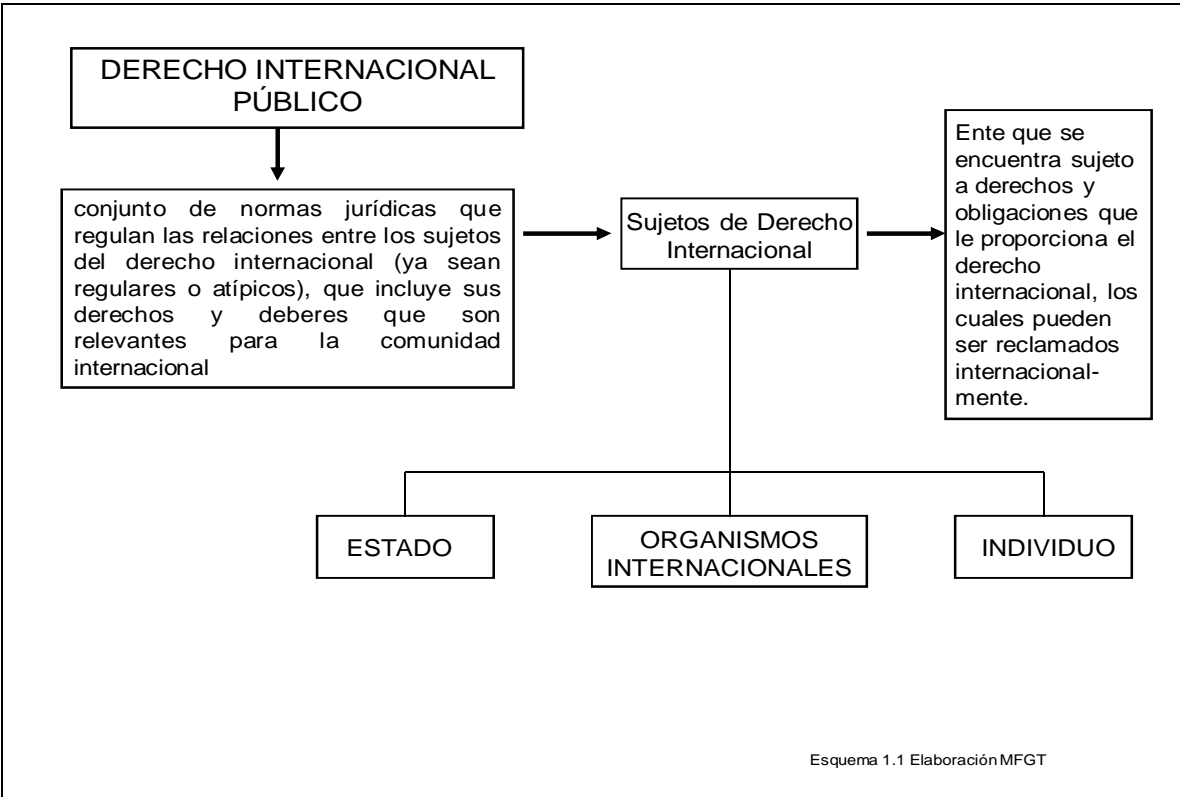 DERECHO INTERNACIONAL
PÚBLICO
conjunto de normas jurídicas que
regulan las relaciones entre los sujetos
del derecho internacional (ya sean
regulares o atípicos), que incluye sus
derechos y deberes que son
relevantes para la comunidad
internacional
Sujetos de Derecho
Internacional
Ente que se
encuentra sujeto
a derechos y
obligaciones que
le proporciona el
derecho
internacional, los
cuales pueden
ser reclamados
internacional-
mente.
ESTADO
ORGANISMOS
INTERNACIONALES
INDIVIDUO
Esquema 1.1 Elaboración MFGT